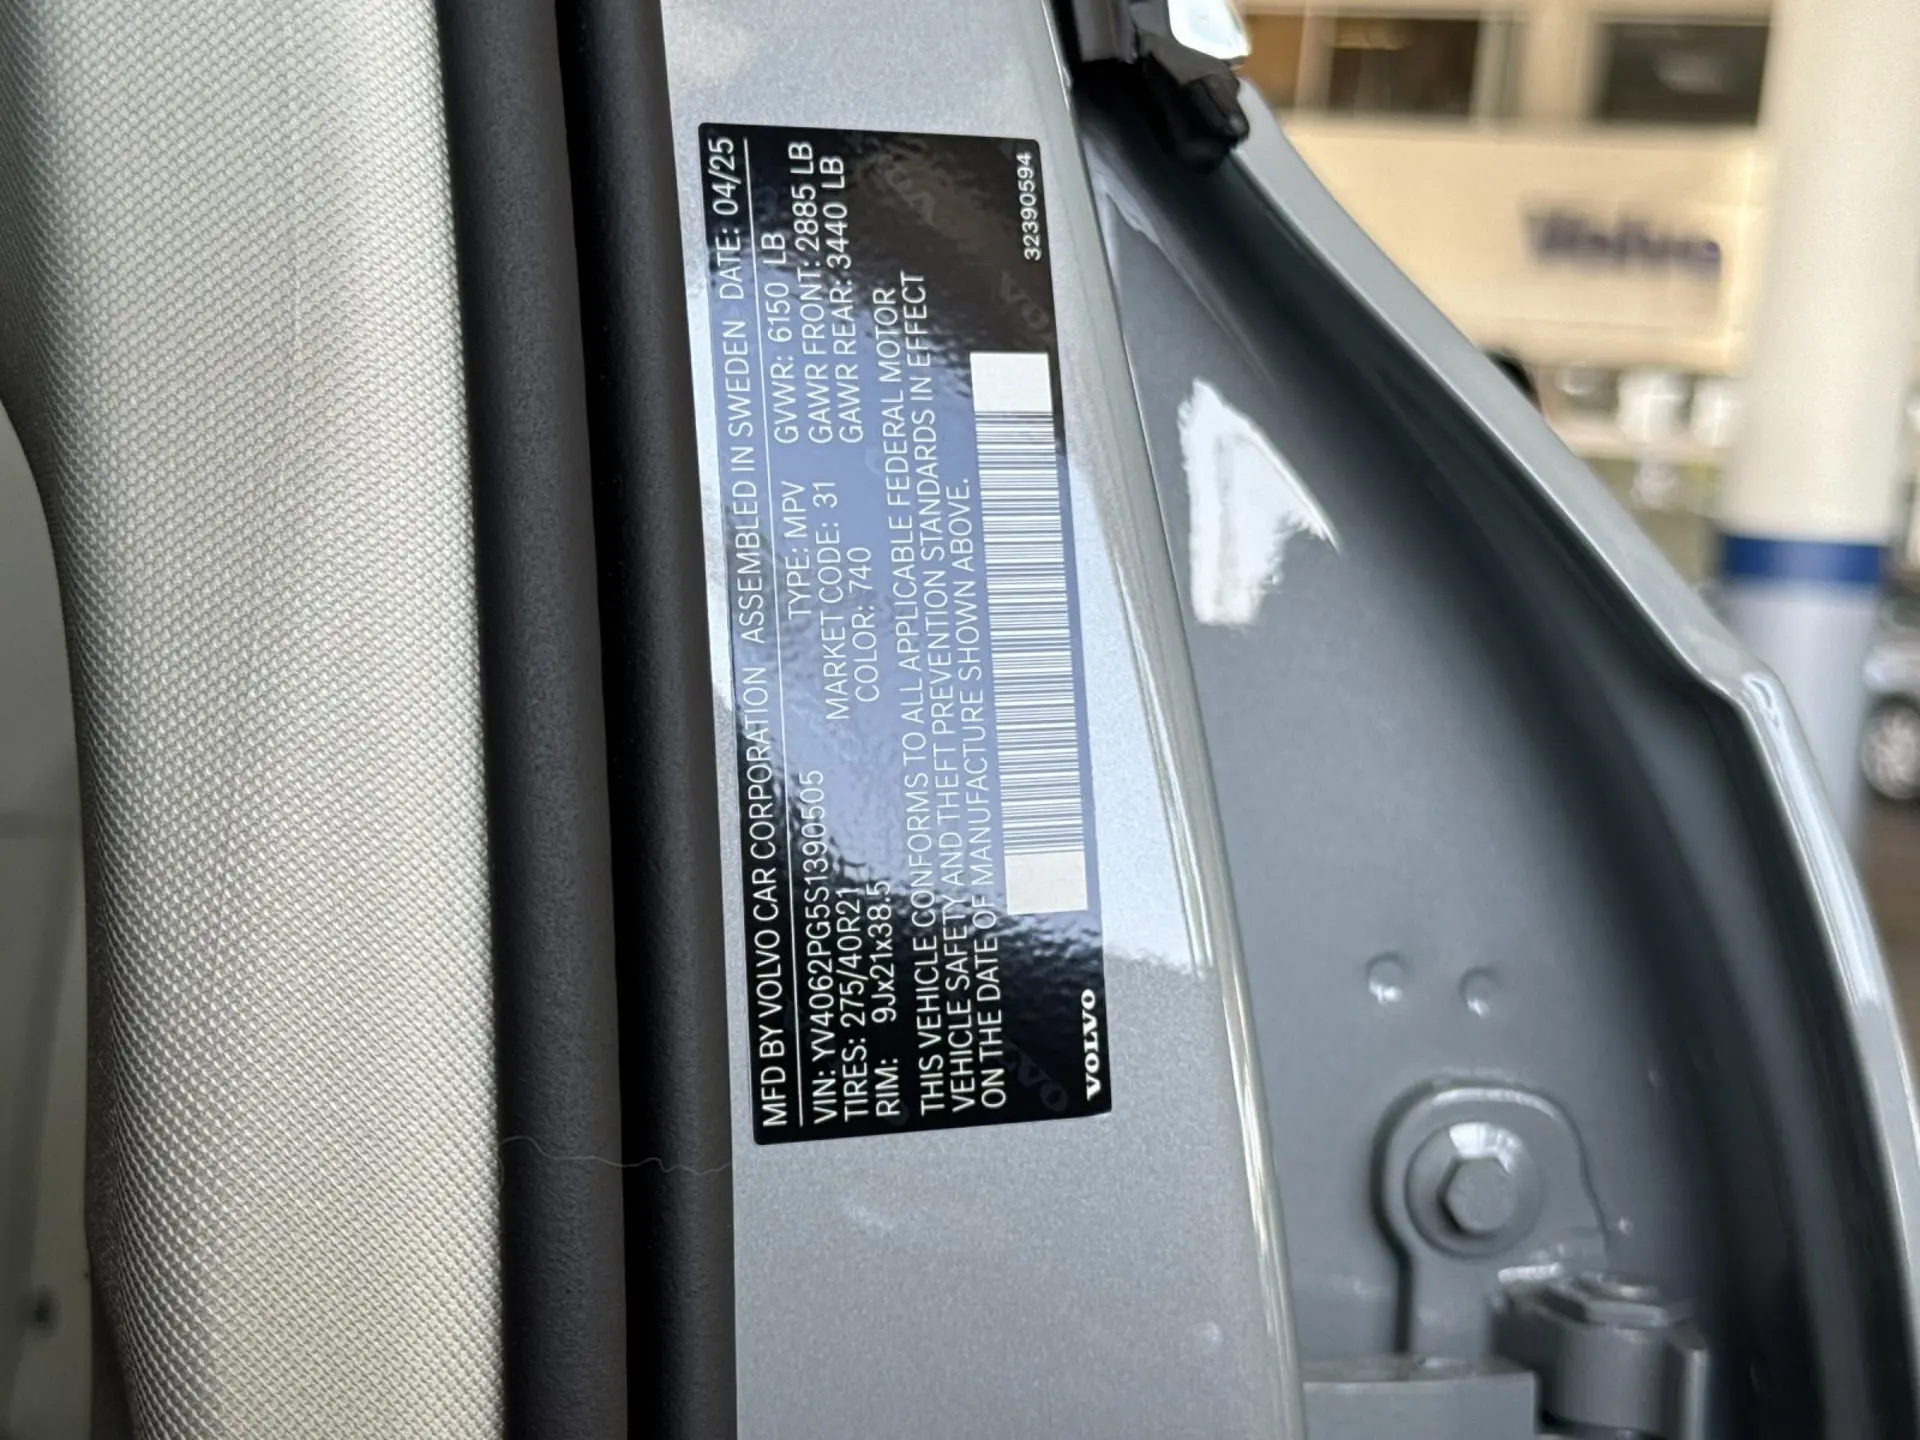 MFD BY VOLVO CAR CORPORATION ASSEMBLED IN SWEDEN DATE: 04/25
VIN: YV4062PG5S1390505 TYPE: MPV GVWR: 6150 LB
TIRES: 275/40R21 MARKET CODE: 31 GAWR FRONT: 2885 LB
RIM: 9Jx21x38.5 COLOR: 740 GAWR REAR: 3440 LB
THIS VEHICLE CONFORMS TO ALL APPLICABLE FEDERAL MOTOR
VEHICLE SAFETY AND THEFT PREVENTION STANDARDS IN EFFECT
ON THE DATE OF MANUFACTURE SHOWN ABOVE.
VOLVO 32390594
Volvo